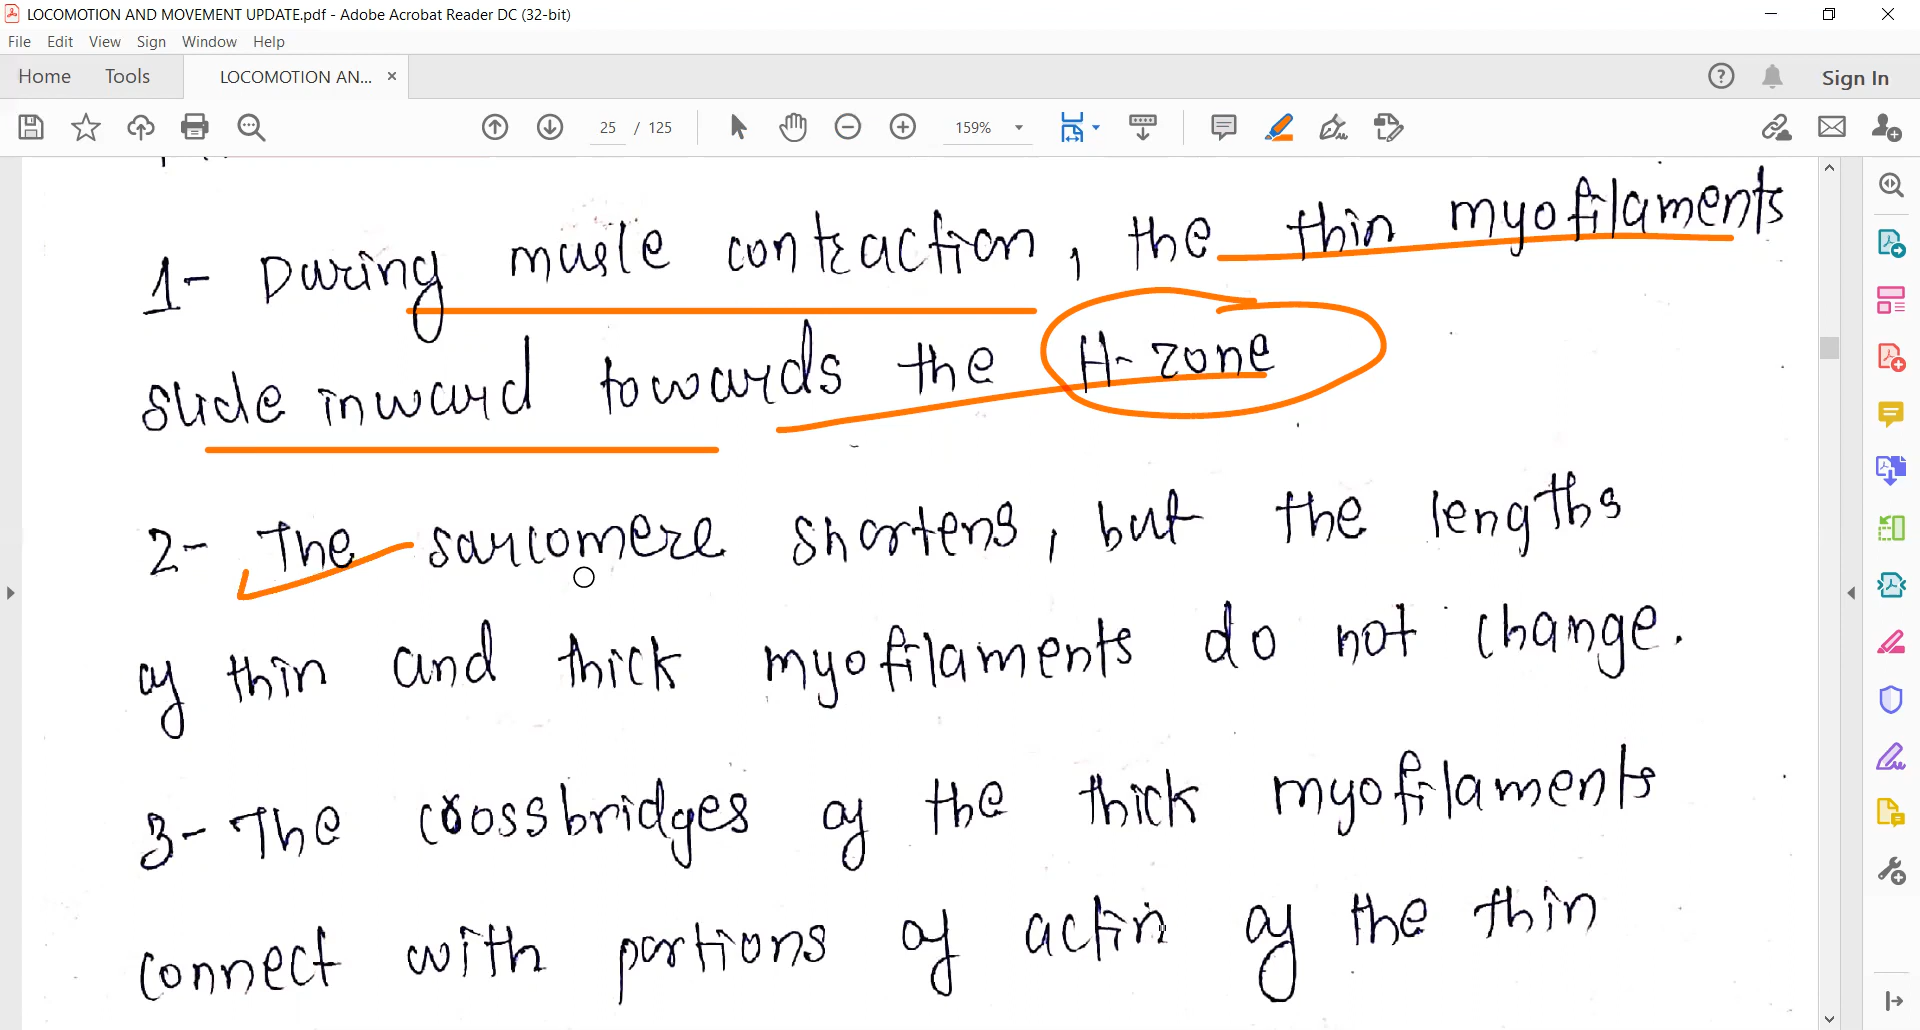 LOCOMOTION AND MOVEMENT UPDATE.pdf - Adobe Acrobat Reader DC (32-bit)
File Edit View Sign Window Help
Home Tools LOCOMOTION AN... × Sign In
25 / 125 159%
1- During musle contraction, the thin myofilaments
slide inward towards the H-zone
2- The sarcomere shortens, but the lengths
of thin and thick myofilaments do not change.
3- The crossbridges of the thick myofilaments
connect with portions of actin of the thin